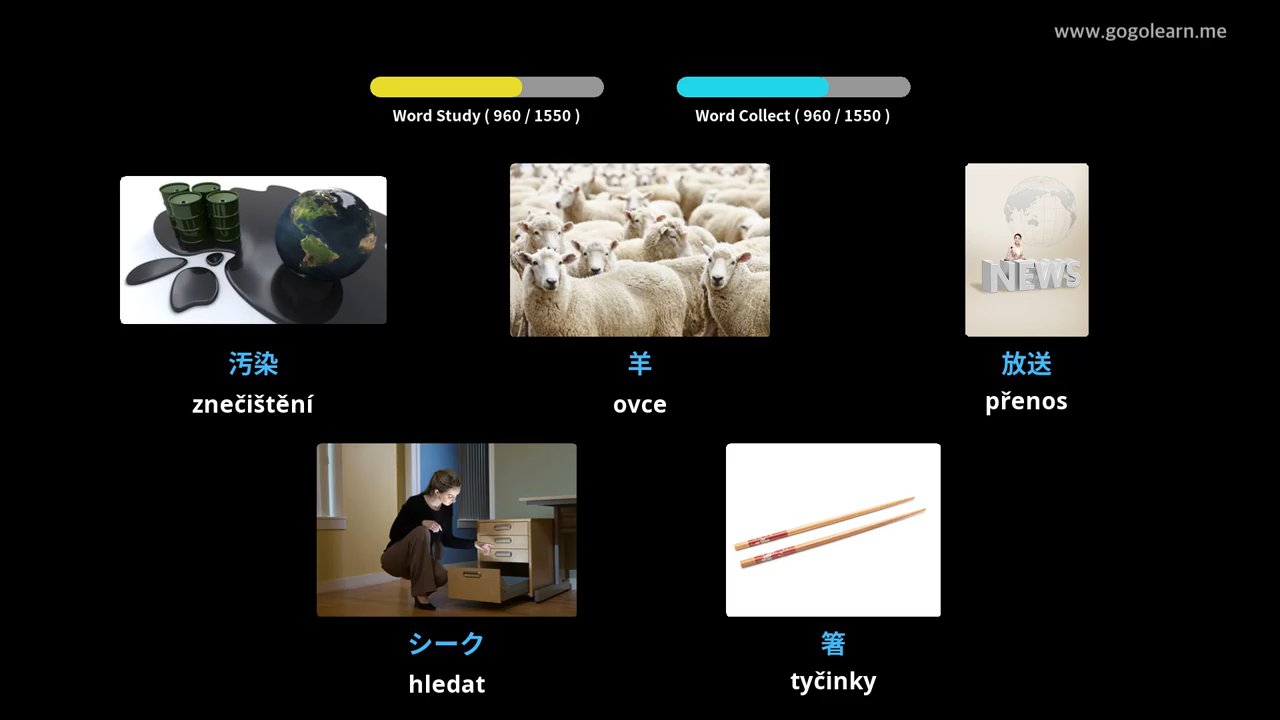 www.gogolearn.me
Word Study ( 960 / 1550 )
Word Collect ( 960 / 1550 )
NEWS
汚染
znečištění
羊
ovce
放送
přenos
シーク
hledat
箸
tyčinky